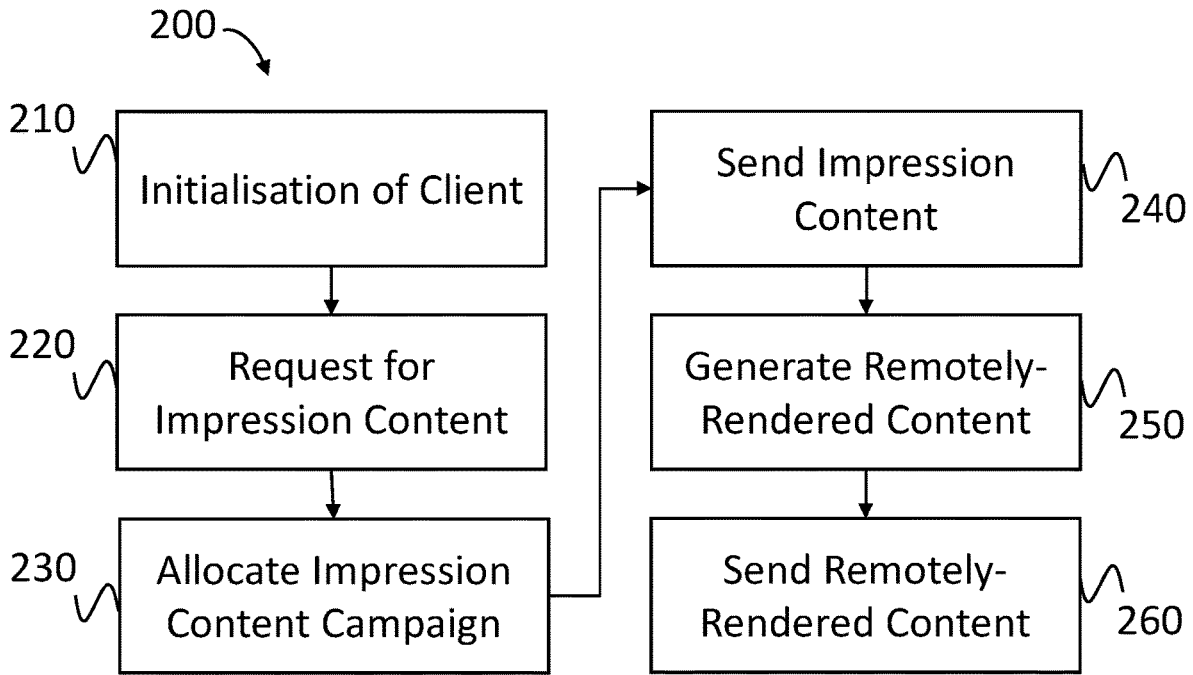 200
210
Initialisation of Client
220
Request for
Impression Content
230
Allocate Impression
Content Campaign
Send Impression
Content
240
Generate Remotely-
Rendered Content
250
Send Remotely-
Rendered Content
260